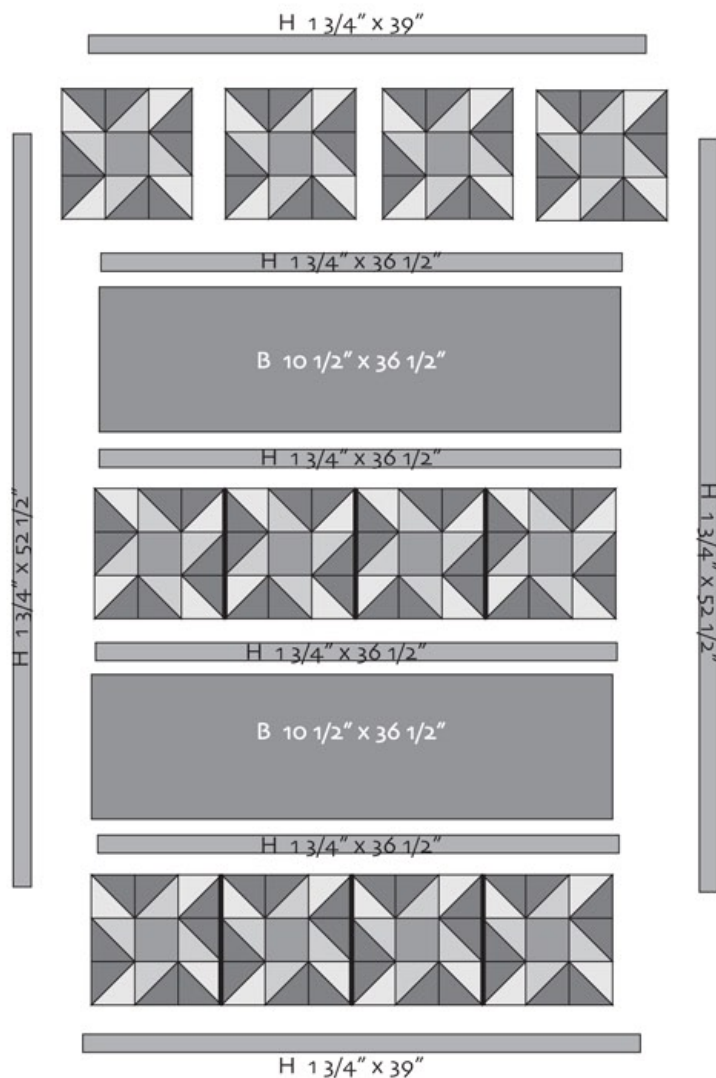 H 1 3/4” x 39”
H 1 3/4” x 36 1/2”
B 10 1/2” x 36 1/2”
H 1 3/4” x 36 1/2”
H 1 3/4” x 52 1/2”
H 1 3/4” x 52 1/2”
H 1 3/4” x 36 1/2”
B 10 1/2” x 36 1/2”
H 1 3/4” x 36 1/2”
H 1 3/4” x 39”